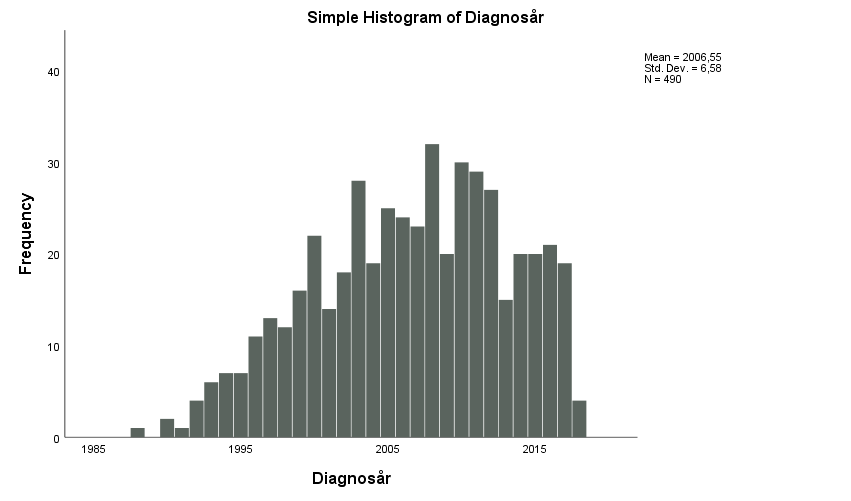 Simple Histogram of Diagnosår
Mean = 2006,55
Std. Dev. = 6,58
N = 490
40
30
20
10
0
Frequency
1985
1995
2005
2015
Diagnosår